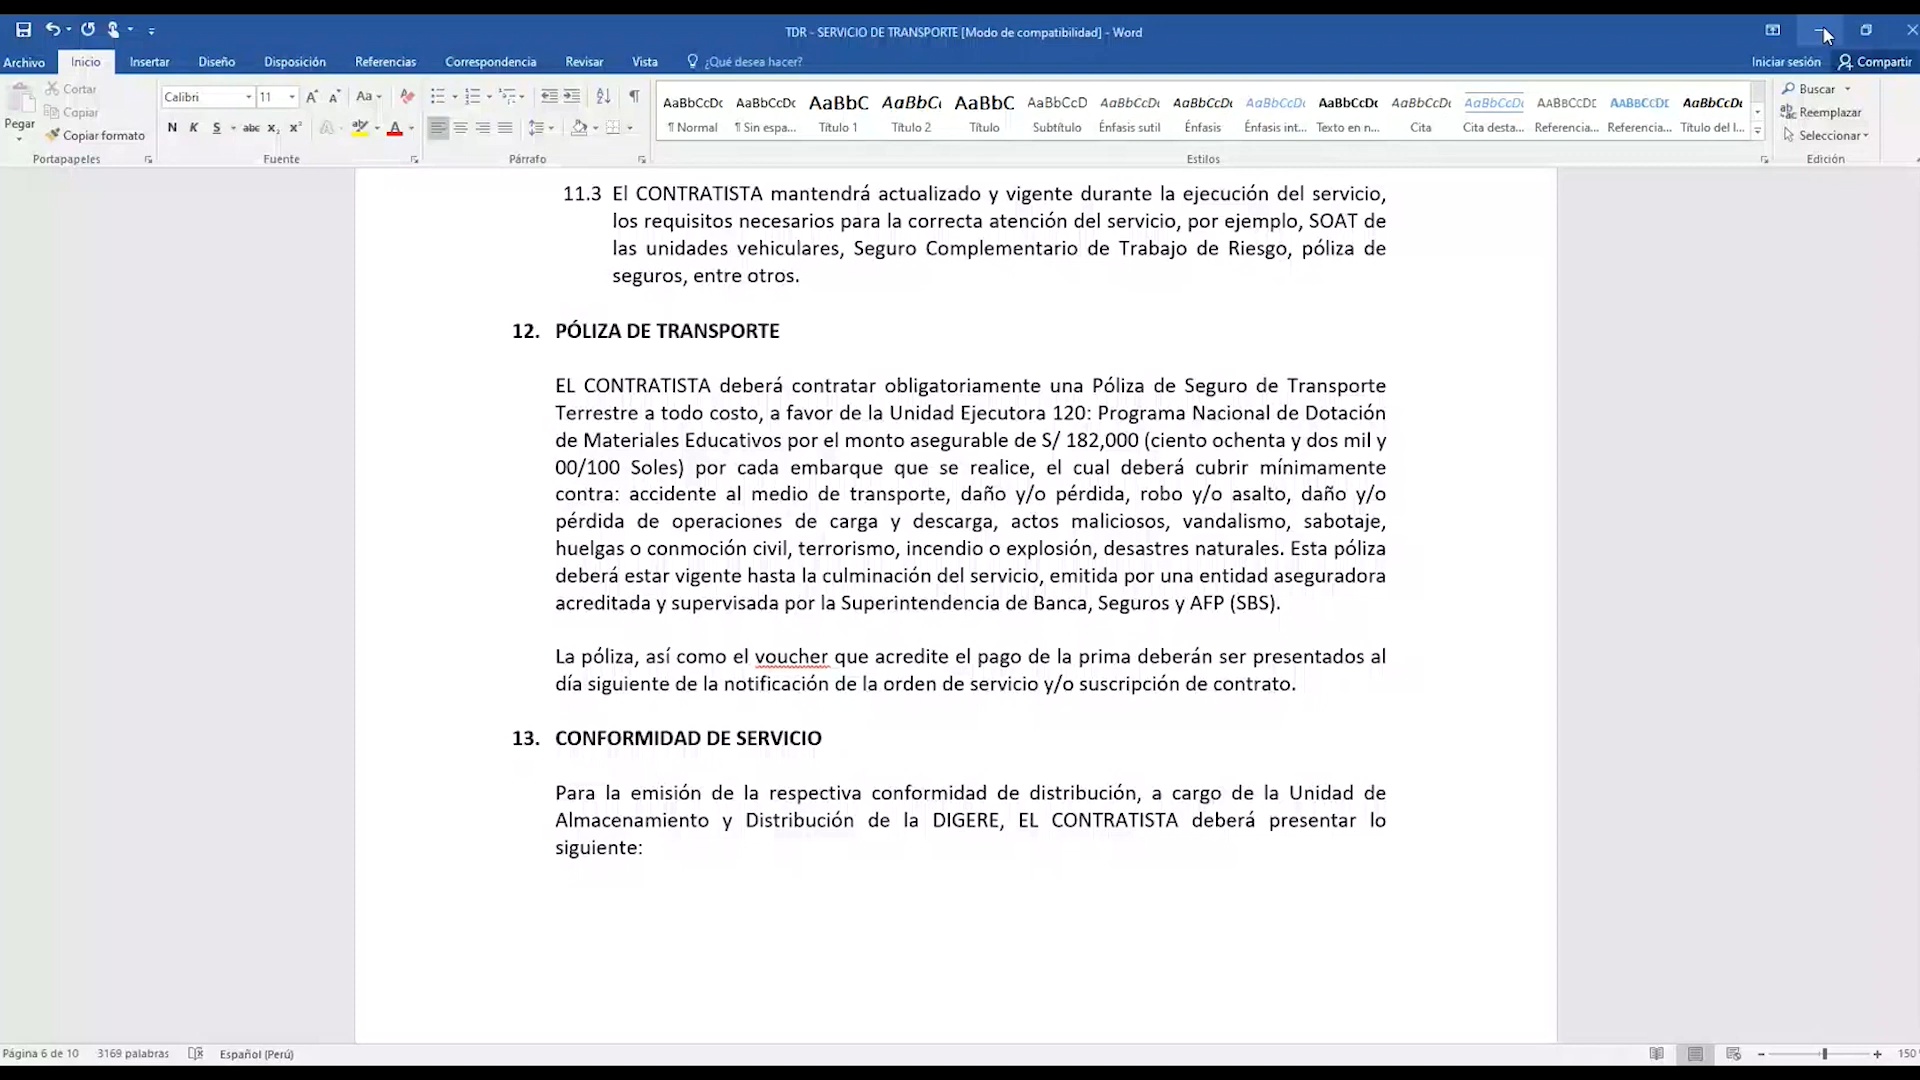 TDR - SERVICIO DE TRANSPORTE [Modo de compatibilidad] - Word
Archivo Inicio Insertar Diseño Disposición Referencias Correspondencia Revisar Vista ¿Qué desea hacer? Iniciar sesión Compartir
Pegar
Cortar
Copiar
Copiar formato
Portapapeles
Calibri 11
N K S abc x₂ x²
Fuente
Párrafo
AaBbCcDc AaBbCcDc AaBbC AaBbC AaBbC AaBbCcD AaBbCcDt AaBbCcDt AaBbCcDt AaBbCcDc AaBbCcDt AaBbCcDt AABBCCDE AABBCCDE AaBbCcDt
¶ Normal ¶ Sin espa... Título 1 Título 2 Título Subtítulo Énfasis sutil Énfasis Énfasis int... Texto en n... Cita Cita desta... Referencia... Referencia... Título del l...
Estilos
Buscar
Reemplazar
Seleccionar
Edición
11.3 El CONTRATISTA mantendrá actualizado y vigente durante la ejecución del servicio,
los requisitos necesarios para la correcta atención del servicio, por ejemplo, SOAT de
las unidades vehiculares, Seguro Complementario de Trabajo de Riesgo, póliza de
seguros, entre otros.
12. PÓLIZA DE TRANSPORTE
EL CONTRATISTA deberá contratar obligatoriamente una Póliza de Seguro de Transporte
Terrestre a todo costo, a favor de la Unidad Ejecutora 120: Programa Nacional de Dotación
de Materiales Educativos por el monto asegurable de S/ 182,000 (ciento ochenta y dos mil y
00/100 Soles) por cada embarque que se realice, el cual deberá cubrir mínimamente
contra: accidente al medio de transporte, daño y/o pérdida, robo y/o asalto, daño y/o
pérdida de operaciones de carga y descarga, actos maliciosos, vandalismo, sabotaje,
huelgas o conmoción civil, terrorismo, incendio o explosión, desastres naturales. Esta póliza
deberá estar vigente hasta la culminación del servicio, emitida por una entidad aseguradora
acreditada y supervisada por la Superintendencia de Banca, Seguros y AFP (SBS).
La póliza, así como el voucher que acredite el pago de la prima deberán ser presentados al
día siguiente de la notificación de la orden de servicio y/o suscripción de contrato.
13. CONFORMIDAD DE SERVICIO
Para la emisión de la respectiva conformidad de distribución, a cargo de la Unidad de
Almacenamiento y Distribución de la DIGERE, EL CONTRATISTA deberá presentar lo
siguiente:
Página 6 de 10 3169 palabras Español (Perú) 150